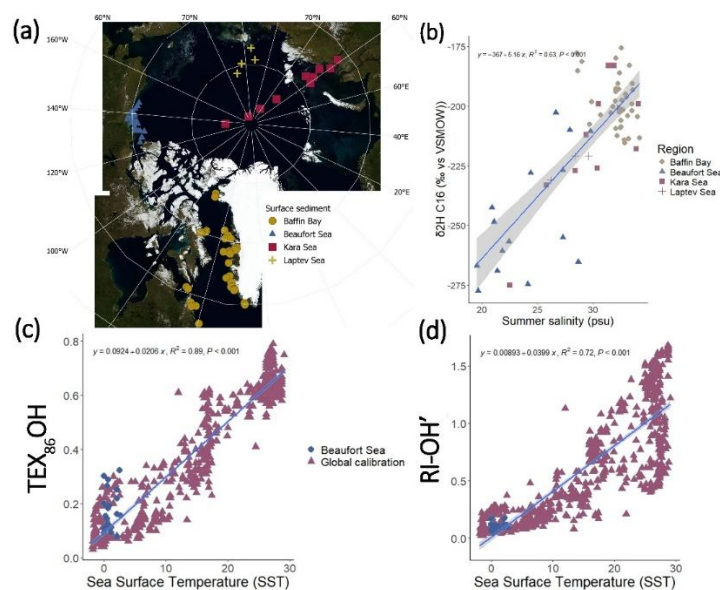 (a)
60°W
60°E
70°N
70°N
160°W
140°W
120°W
100°W
80°W
60°E
40°E
20°E
Surface sediment
Baffin Bay
Beaufort Sea
Kara Sea
Laptev Sea
(b)
y = −367 + 5.16 x, R² = 0.63, P < 0.001
δ2H C16 (‰ vs VSMOW))
-175
-200
-225
-250
-275
20
25
30
Summer salinity (psu)
Region
Baffin Bay
Beaufort Sea
Kara Sea
Laptev Sea
(c)
y = 0.0924 + 0.0206 x, R² = 0.89, P < 0.001
TEX₈₆OH
0.8
0.6
0.4
0.2
0.0
0
10
20
30
Sea Surface Temperature (SST)
Beaufort Sea
Global calibration
(d)
y = 0.00893 + 0.0399 x, R² = 0.72, P < 0.001
RI-OH′
1.5
1.0
0.5
0.0
0
10
20
30
Sea Surface Temperature (SST)